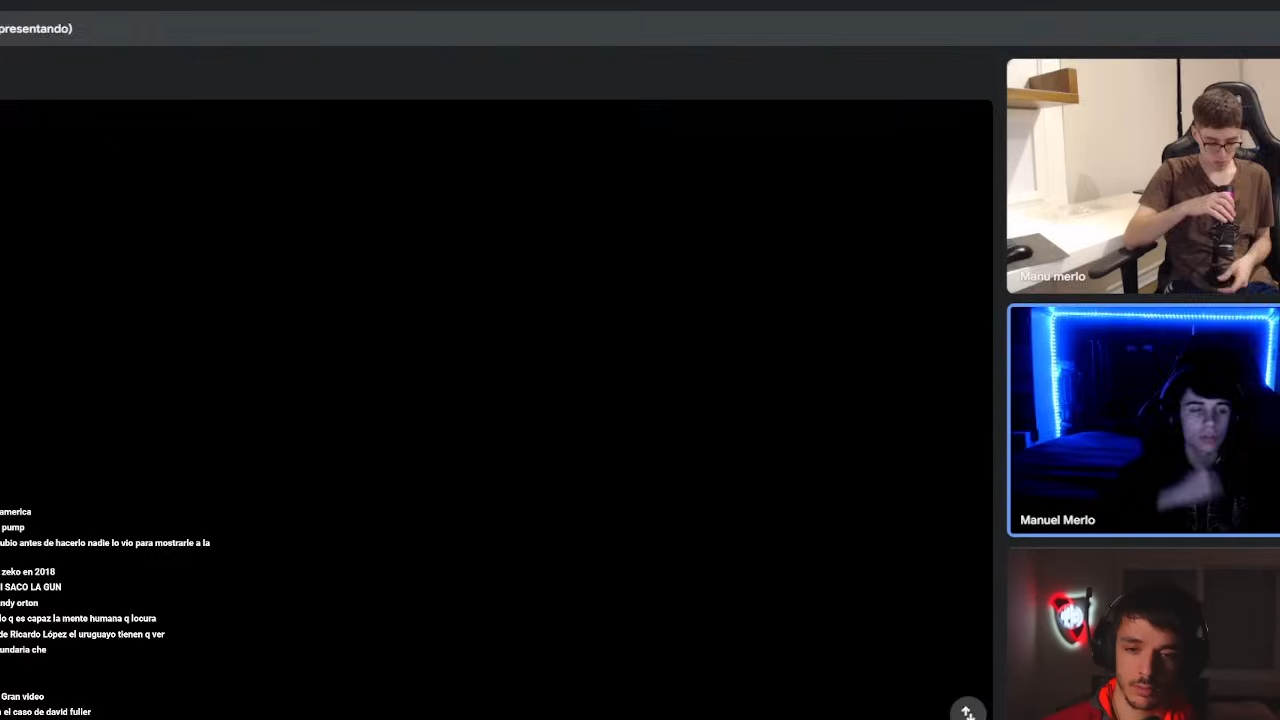 presentando)
Manu merlo
Manuel Merlo
america
pump
ubio antes de hacerlo nadie lo vio para mostrarle a la
zeko en 2018
I SACO LA GUN
ndy orton
lo q es capaz la mente humana q locura
de Ricardo López el uruguayo tienen q ver
undaria che
Gran video
el caso de david fuller